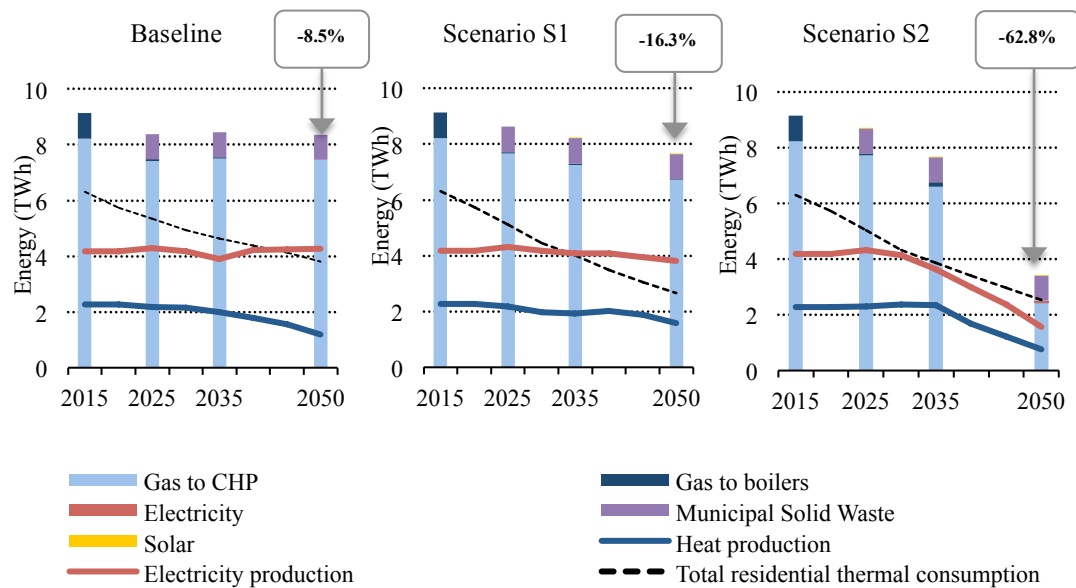 Baseline
-8.5%
Energy (TWh)
10
8
6
4
2
0
2015 2025 2035 2050
Scenario S1
-16.3%
Energy (TWh)
10
8
6
4
2
0
2015 2025 2035 2050
Scenario S2
-62.8%
Energy (TWh)
10
8
6
4
2
0
2015 2025 2035 2050
Gas to CHP
Gas to boilers
Electricity
Municipal Solid Waste
Solar
Heat production
Electricity production
Total residential thermal consumption